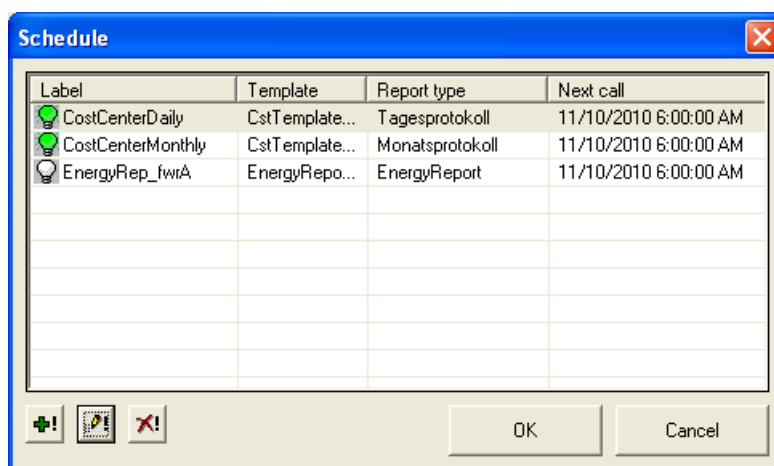 Schedule
Label Template Report type Next call
CostCenterDaily CstTemplate... Tagesprotokoll 11/10/2010 6:00:00 AM
CostCenterMonthly CstTemplate... Monatsprotokoll 11/10/2010 6:00:00 AM
EnergyRep_fwrA EnergyRepo... EnergyReport 11/10/2010 6:00:00 AM
OK Cancel